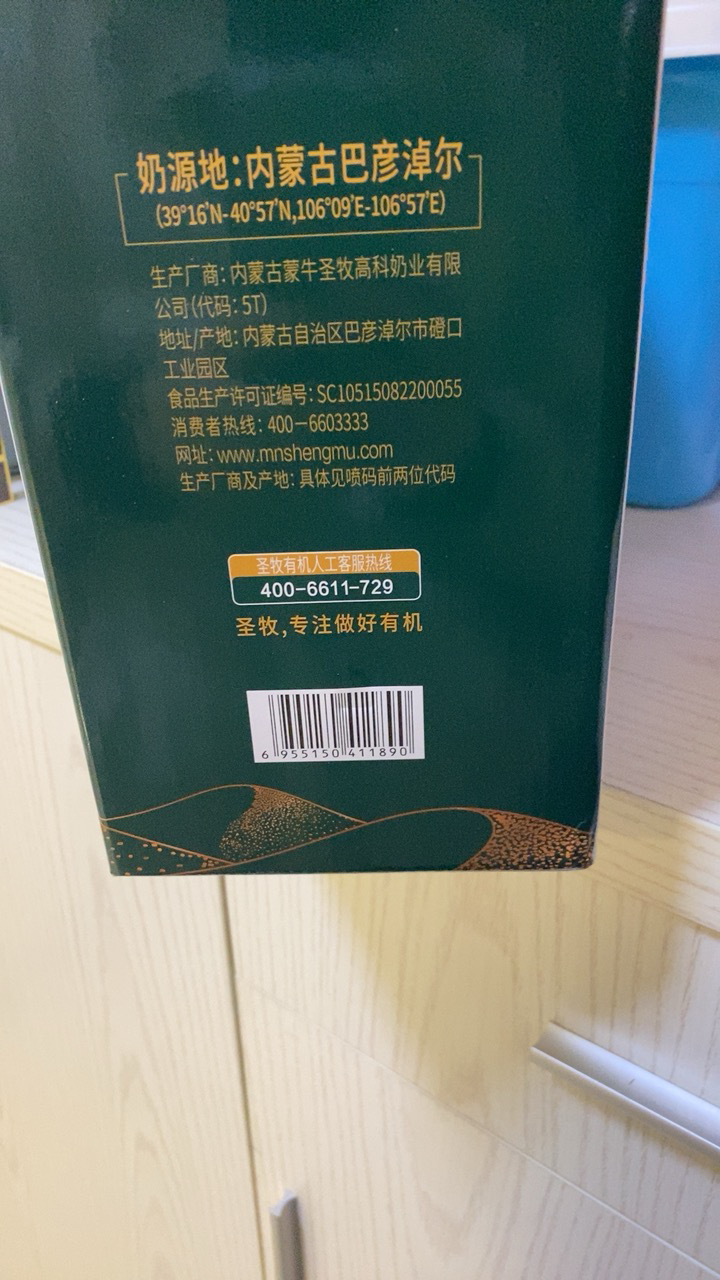 奶源地:内蒙古巴彦淖尔
(39°16'N-40°57'N,106°09'E-106°57'E)
生产厂商:内蒙古蒙牛圣牧高科奶业有限
公司(代码:5T)
地址/产地:内蒙古自治区巴彦淖尔市磴口
工业园区
食品生产许可证编号:SC10515082200055
消费者热线:400-6603333
网址:www.mnshengmu.com
生产厂商及产地:具体见喷码前两位代码
圣牧有机人工客服热线
400-6611-729
圣牧,专注做好有机
6 955150 411890